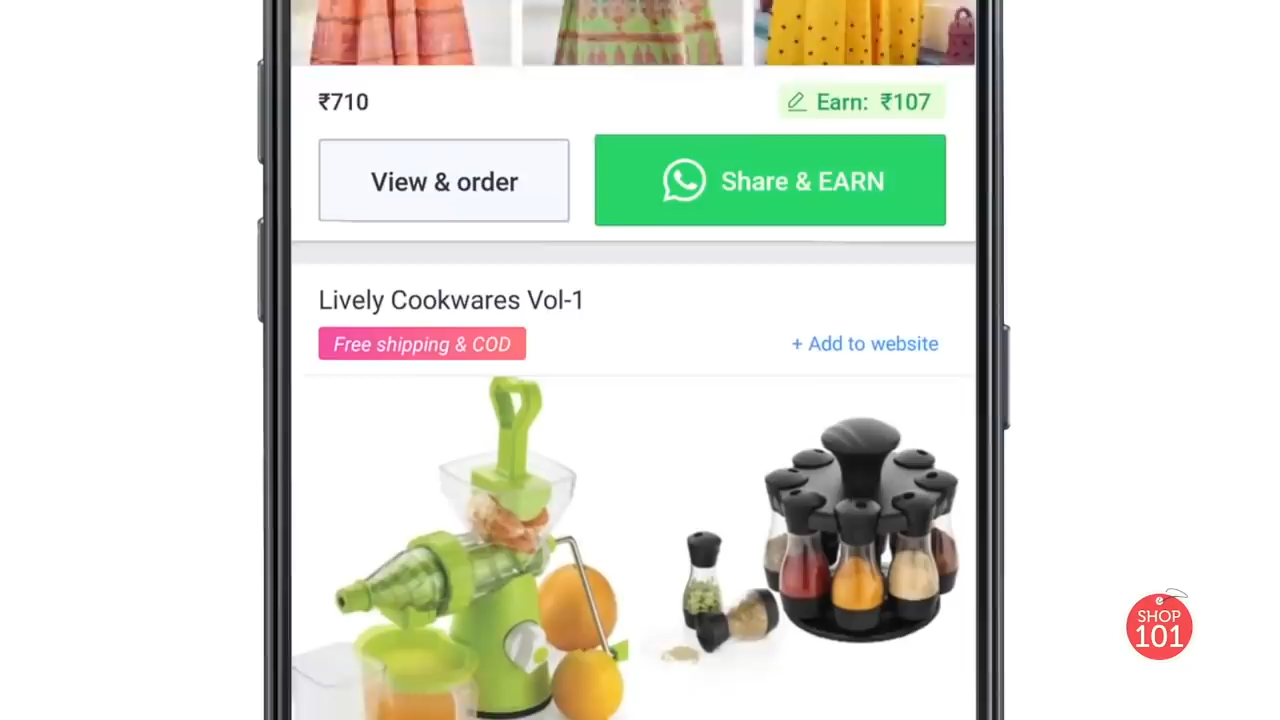 ₹710
Earn: ₹107
View & order
Share & EARN
Lively Cookwares Vol-1
Free shipping & COD
+ Add to website
SHOP
101